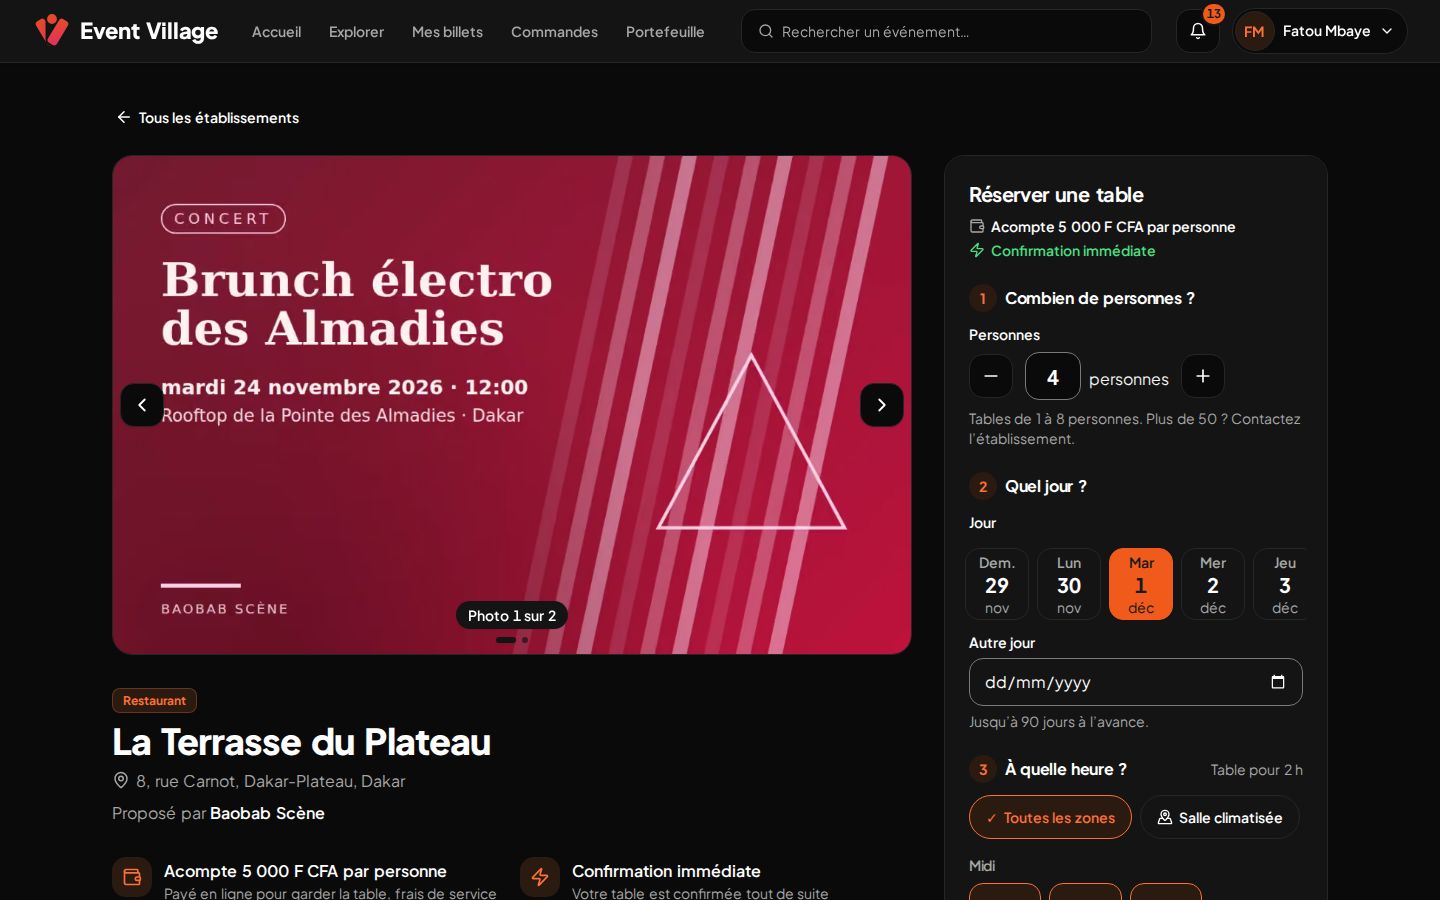 Event Village
Accueil
Explorer
Mes billets
Commandes
Portefeuille
Rechercher un événement…
13
FM
Fatou Mbaye
Tous les établissements
CONCERT
Brunch électro
des Almadies
mardi 24 novembre 2026 · 12:00
Rooftop de la Pointe des Almadies · Dakar
BAOBAB SCÈNE
Photo 1 sur 2
Restaurant
La Terrasse du Plateau
8, rue Carnot, Dakar-Plateau, Dakar
Proposé par Baobab Scène
Acompte 5 000 F CFA par personne
Payé en ligne pour garder la table, frais de service
Confirmation immédiate
Votre table est confirmée tout de suite
Réserver une table
Acompte 5 000 F CFA par personne
Confirmation immédiate
1 Combien de personnes ?
Personnes
4 personnes
Tables de 1 à 8 personnes. Plus de 50 ? Contactez
l’établissement.
2 Quel jour ?
Jour
Dem. Lun Mar Mer Jeu
29 30 1 2 3
nov nov déc déc déc
Autre jour
dd/mm/yyyy
Jusqu’à 90 jours à l’avance.
3 À quelle heure ? Table pour 2 h
✓ Toutes les zones
Salle climatisée
Midi